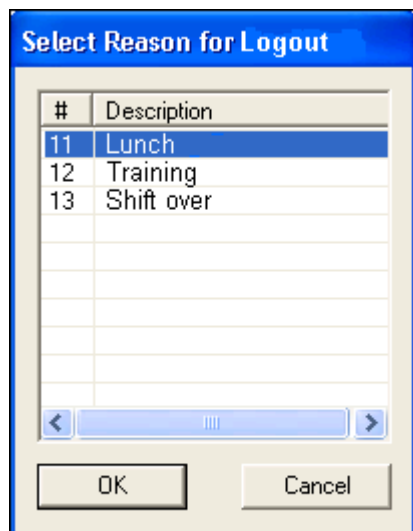 Select Reason for Logout
# Description
11 Lunch
12 Training
13 Shift over
OK Cancel